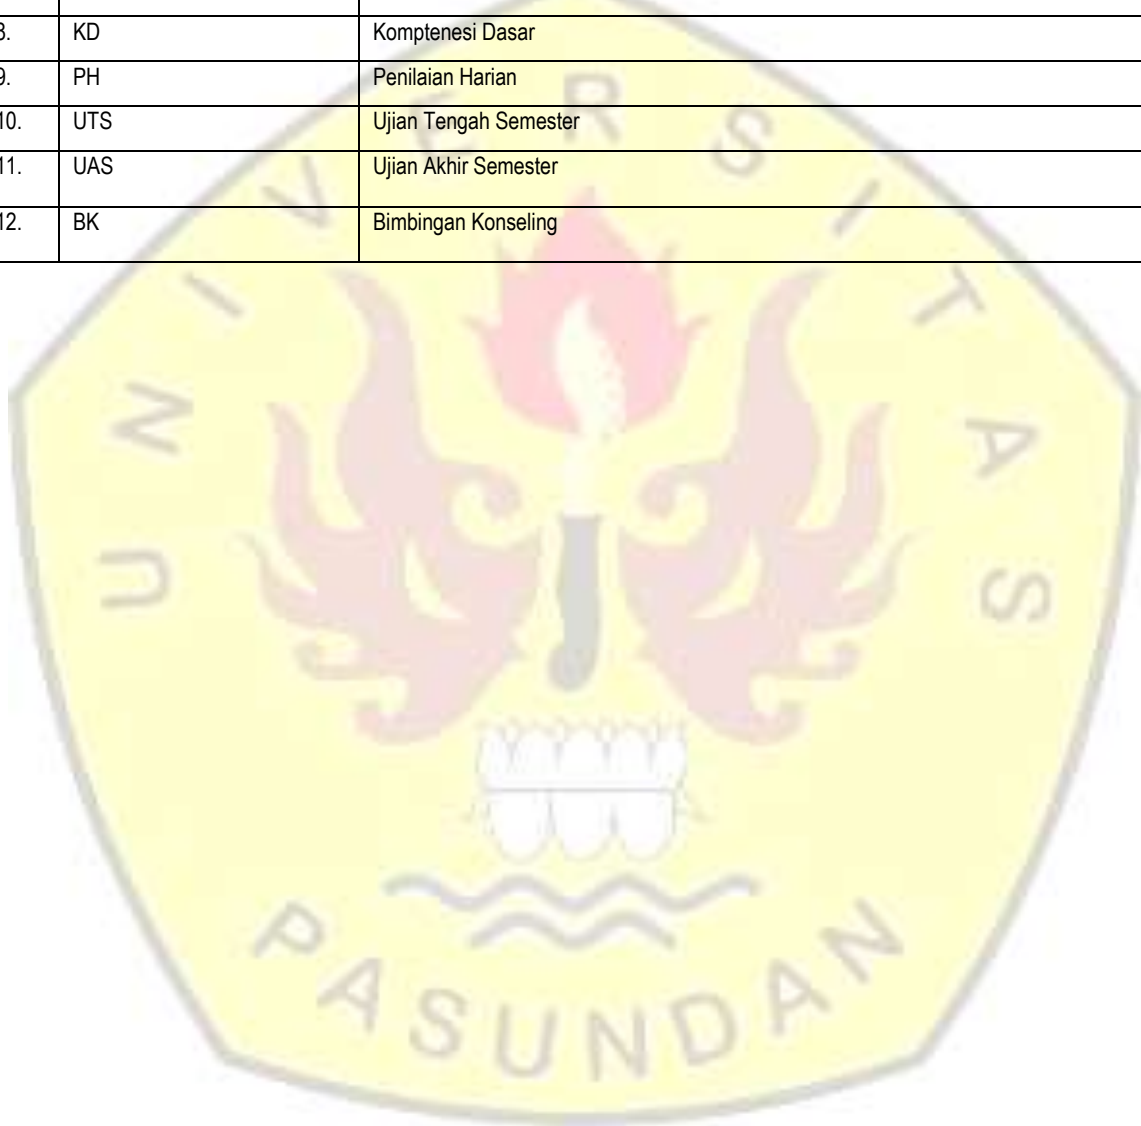 8. KD Komptenesi Dasar
9. PH Penilaian Harian
10. UTS Ujian Tengah Semester
11. UAS Ujian Akhir Semester
12. BK Bimbingan Konseling
UNIVERSITAS
PASUNDAN